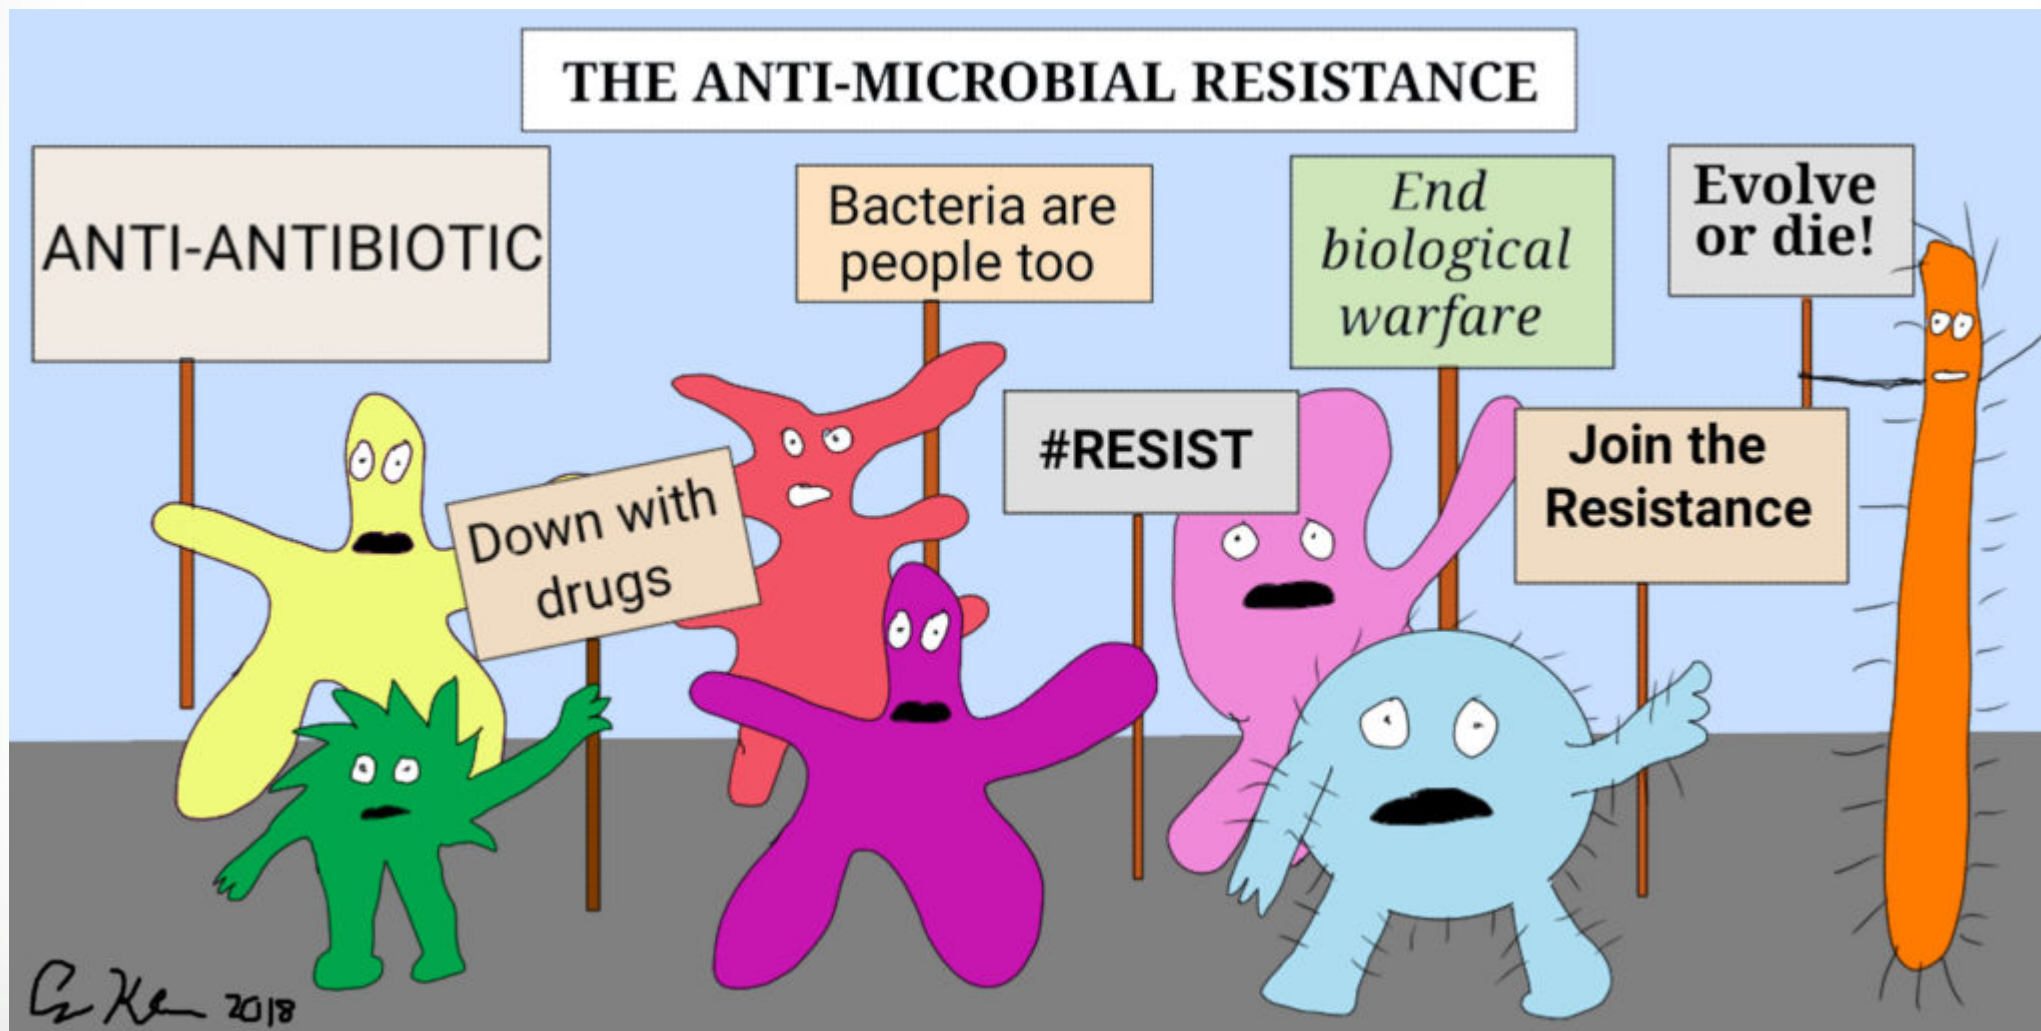 THE ANTI-MICROBIAL RESISTANCE
ANTI-ANTIBIOTIC
Bacteria are
people too
End
biological
warfare
Evolve
or die!
Down with
drugs
#RESIST
Join the
Resistance
2018